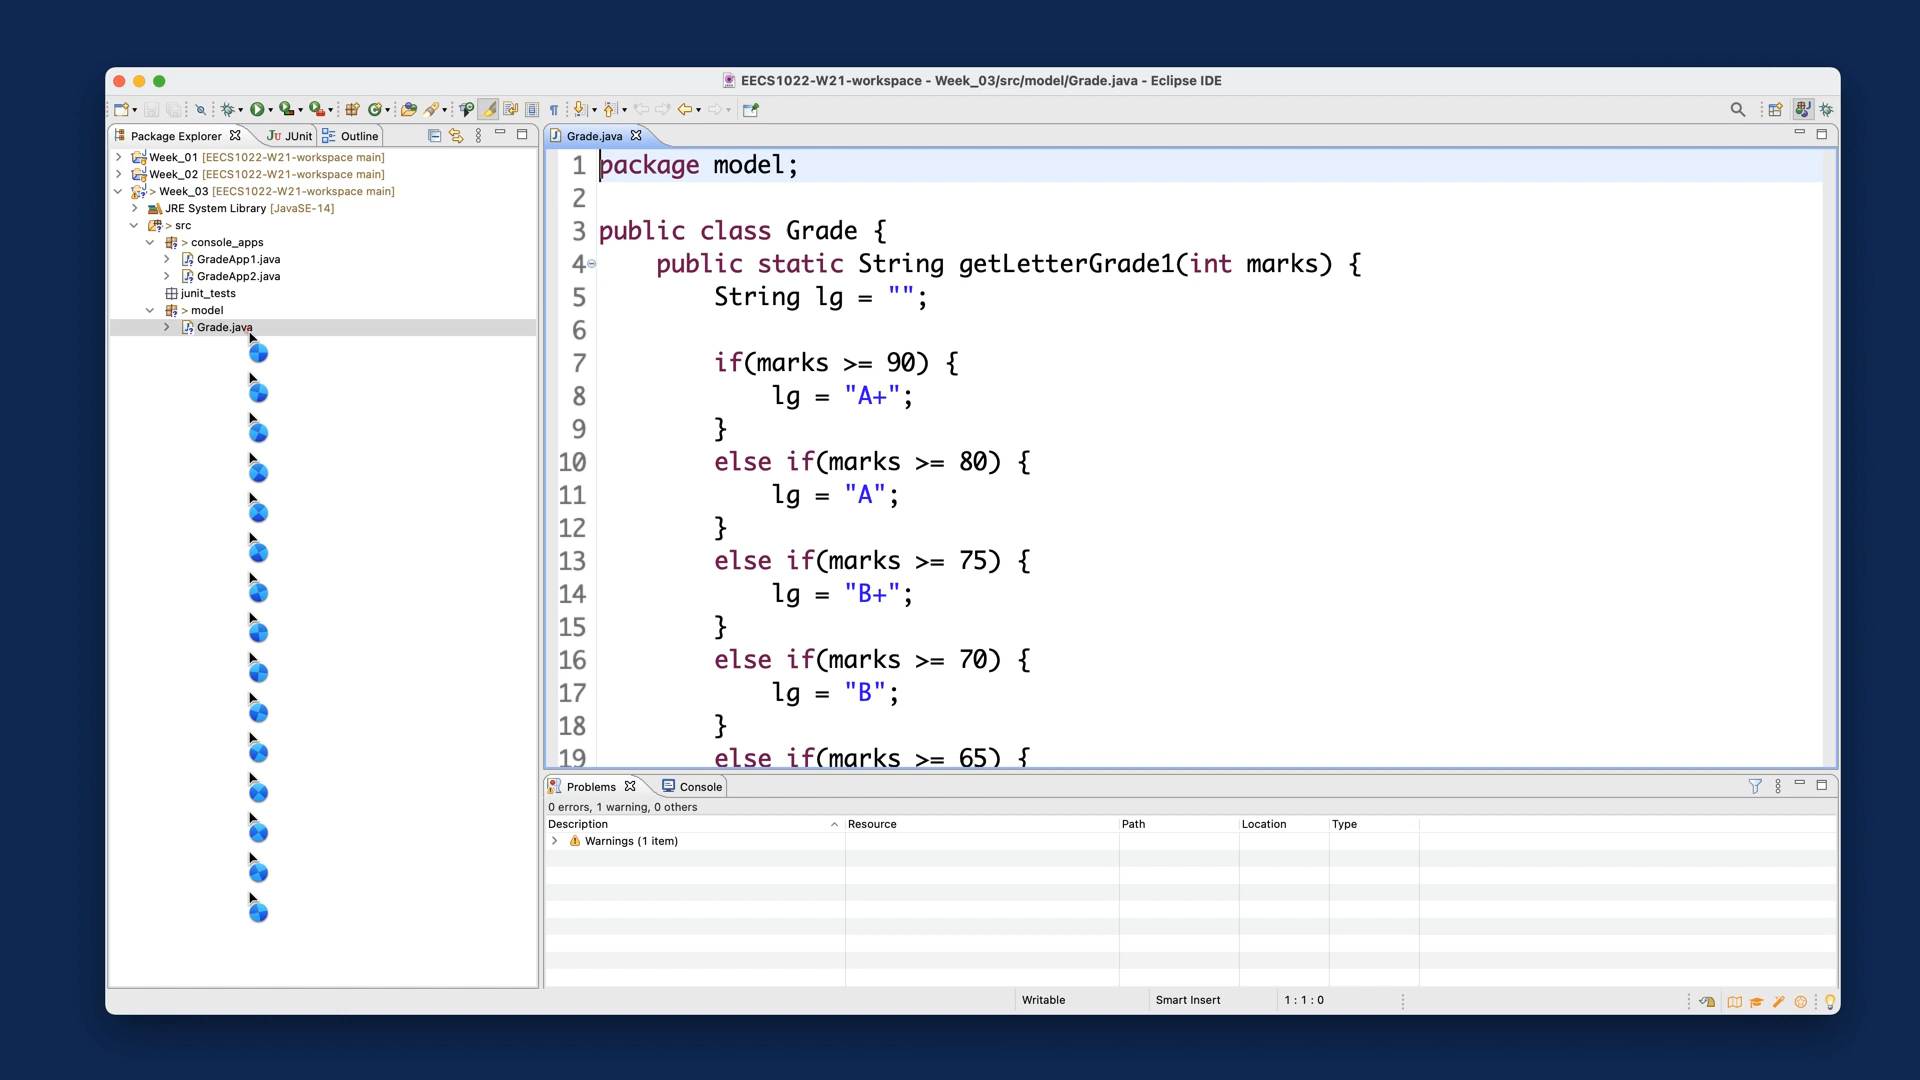 EECS1022-W21-workspace - Week_03/src/model/Grade.java - Eclipse IDE
Package Explorer
JUnit
Outline
Week_01 [EECS1022-W21-workspace main]
Week_02 [EECS1022-W21-workspace main]
> Week_03 [EECS1022-W21-workspace main]
JRE System Library [JavaSE-14]
> src
> console_apps
GradeApp1.java
GradeApp2.java
junit_tests
> model
Grade.java
Grade.java
1 package model;
2
3 public class Grade {
4 public static String getLetterGrade1(int marks) {
5 String lg = "";
6
7 if(marks >= 90) {
8 lg = "A+";
9 }
10 else if(marks >= 80) {
11 lg = "A";
12 }
13 else if(marks >= 75) {
14 lg = "B+";
15 }
16 else if(marks >= 70) {
17 lg = "B";
18 }
19 else if(marks >= 65) {
Problems
Console
0 errors, 1 warning, 0 others
Description Resource Path Location Type
Warnings (1 item)
Writable Smart Insert 1 : 1 : 0